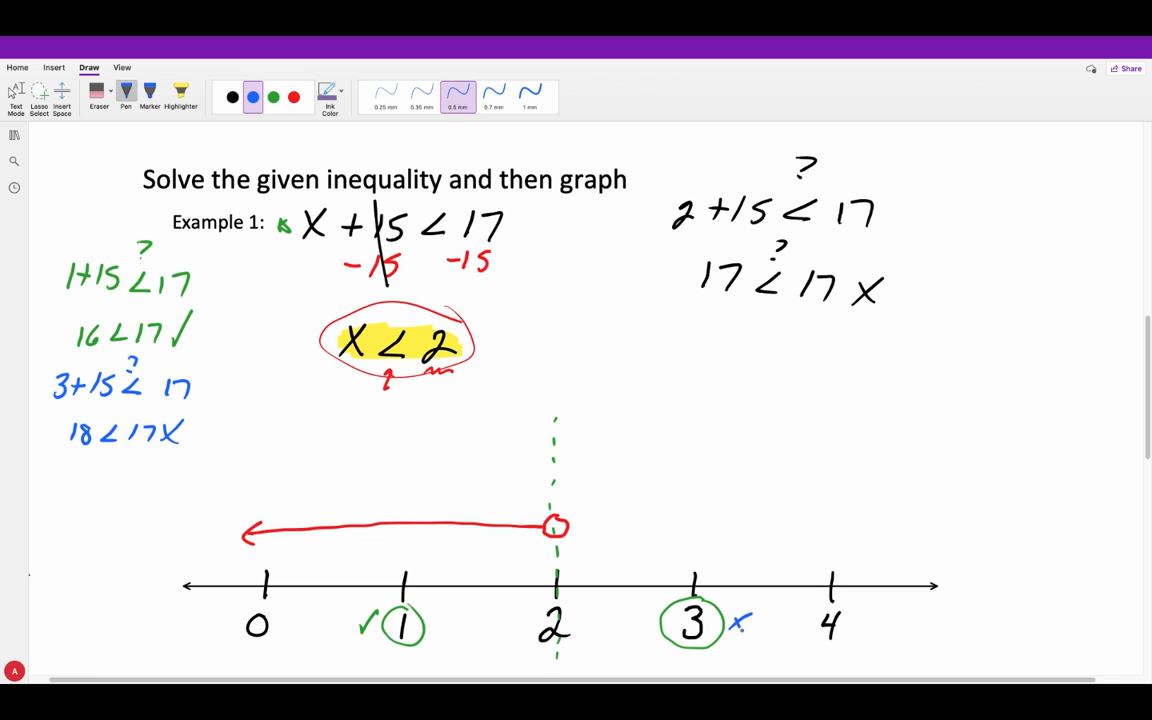 Home Insert Draw View
Share
Text Mode
Lasso Select
Insert Space
Eraser
Pen
Marker
Highlighter
Ink Color
0.25 mm
0.35 mm
0.5 mm
0.7 mm
1 mm
Solve the given inequality and then graph
Example 1: X + 15 < 17
-15 -15
X < 2
?
1+15 < 17
16 < 17 ✓
?
3+15 < 17
18 < 17 X
?
2 + 15 < 17
?
17 < 17 X
0 ✓ 1 2 3 x 4
A